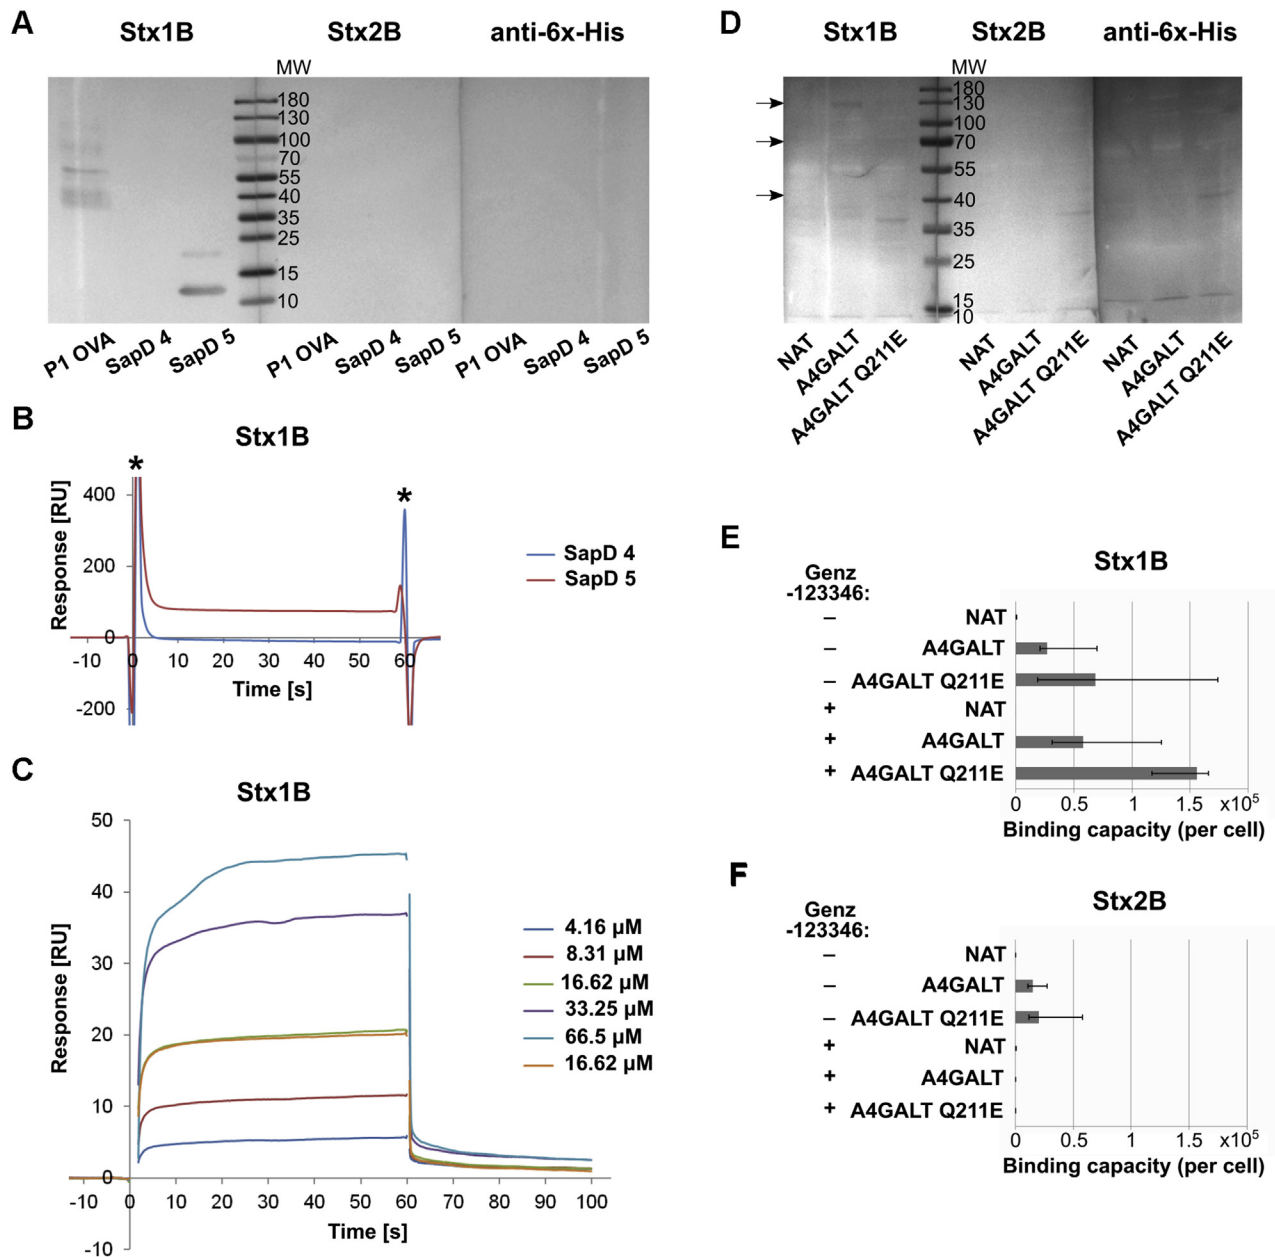 A
Stx1B Stx2B anti-6x-His
MW
180
130
100
70
55
40
35
25
15
10
P1 OVA SapD 4 SapD 5 P1 OVA SapD 4 SapD 5 P1 OVA SapD 4 SapD 5
B
Stx1B
* *
Response [RU]
400
200
0
-200
-10 0 10 20 30 40 50 60
Time [s]
SapD 4
SapD 5
C
Stx1B
Response [RU]
50
40
30
20
10
0
-10
-10 0 10 20 30 40 50 60 70 80 90 100
Time [s]
4.16 µM
8.31 µM
16.62 µM
33.25 µM
66.5 µM
16.62 µM
D
Stx1B Stx2B anti-6x-His
MW
180
130
100
70
55
40
35
25
15
10
NAT A4GALT A4GALT Q211E NAT A4GALT A4GALT Q211E NAT A4GALT A4GALT Q211E
E
Stx1B
Genz
-123346:
– NAT
– A4GALT
– A4GALT Q211E
+ NAT
+ A4GALT
+ A4GALT Q211E
0 0.5 1 1.5 x10⁵
Binding capacity (per cell)
F
Stx2B
Genz
-123346:
– NAT
– A4GALT
– A4GALT Q211E
+ NAT
+ A4GALT
+ A4GALT Q211E
0 0.5 1 1.5 x10⁵
Binding capacity (per cell)